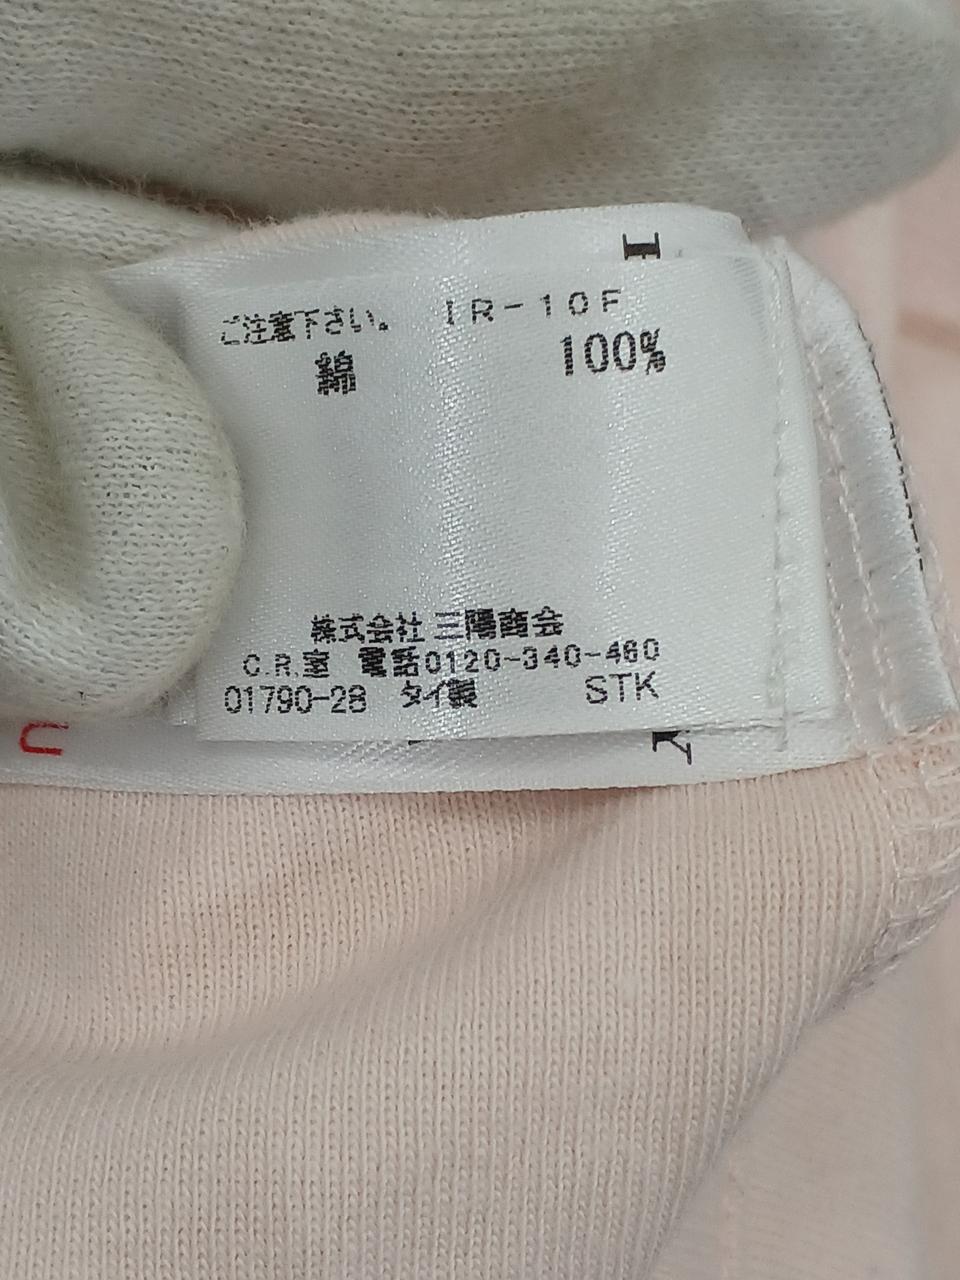 ご注意下さい。 IR-10F
綿 100%
株式会社 三陽商会
C.R.室 電話0120-340-460
01790-28 タイ製 STK